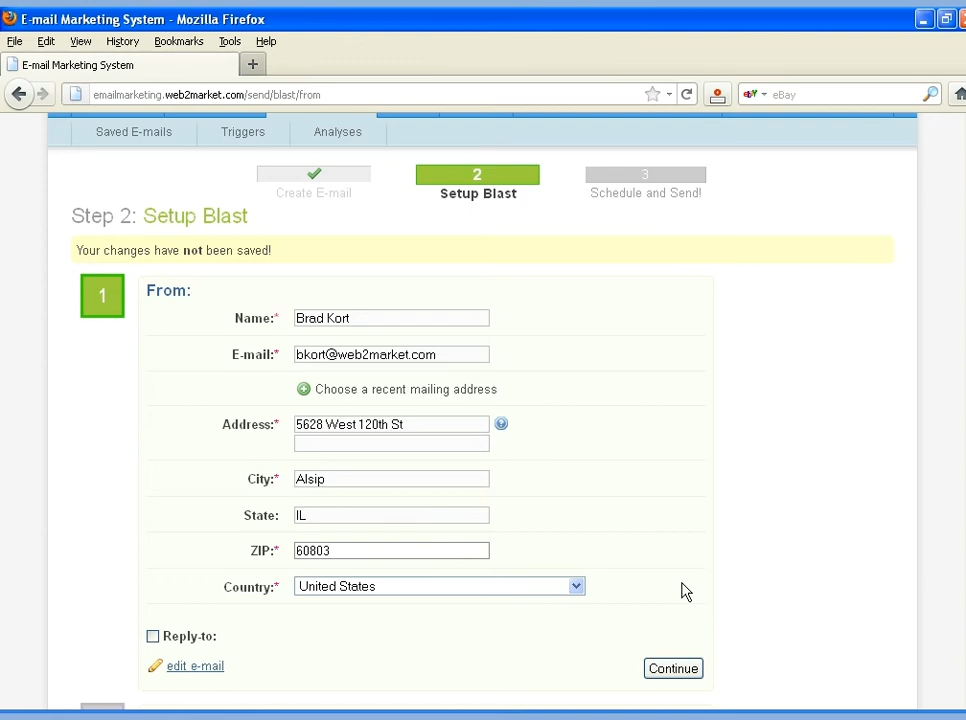 E-mail Marketing System - Mozilla Firefox
File Edit View History Bookmarks Tools Help
E-mail Marketing System
emailmarketing.web2market.com/send/blast/from
eBay
Saved E-mails Triggers Analyses
2 3
Create E-mail Setup Blast Schedule and Send!
Step 2: Setup Blast
Your changes have not been saved!
1 From:
Name:* Brad Kort
E-mail:* bkort@web2market.com
Choose a recent mailing address
Address:* 5628 West 120th St
City:* Alsip
State: IL
ZIP:* 60803
Country:* United States
Reply-to:
edit e-mail Continue